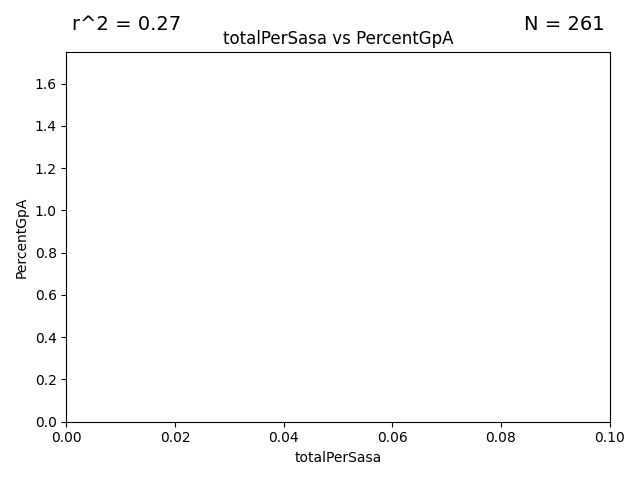 r^2 = 0.27
N = 261
totalPerSasa vs PercentGpA
1.6
1.4
1.2
1.0
0.8
0.6
0.4
0.2
0.0
PercentGpA
0.00 0.02 0.04 0.06 0.08 0.10
totalPerSasa